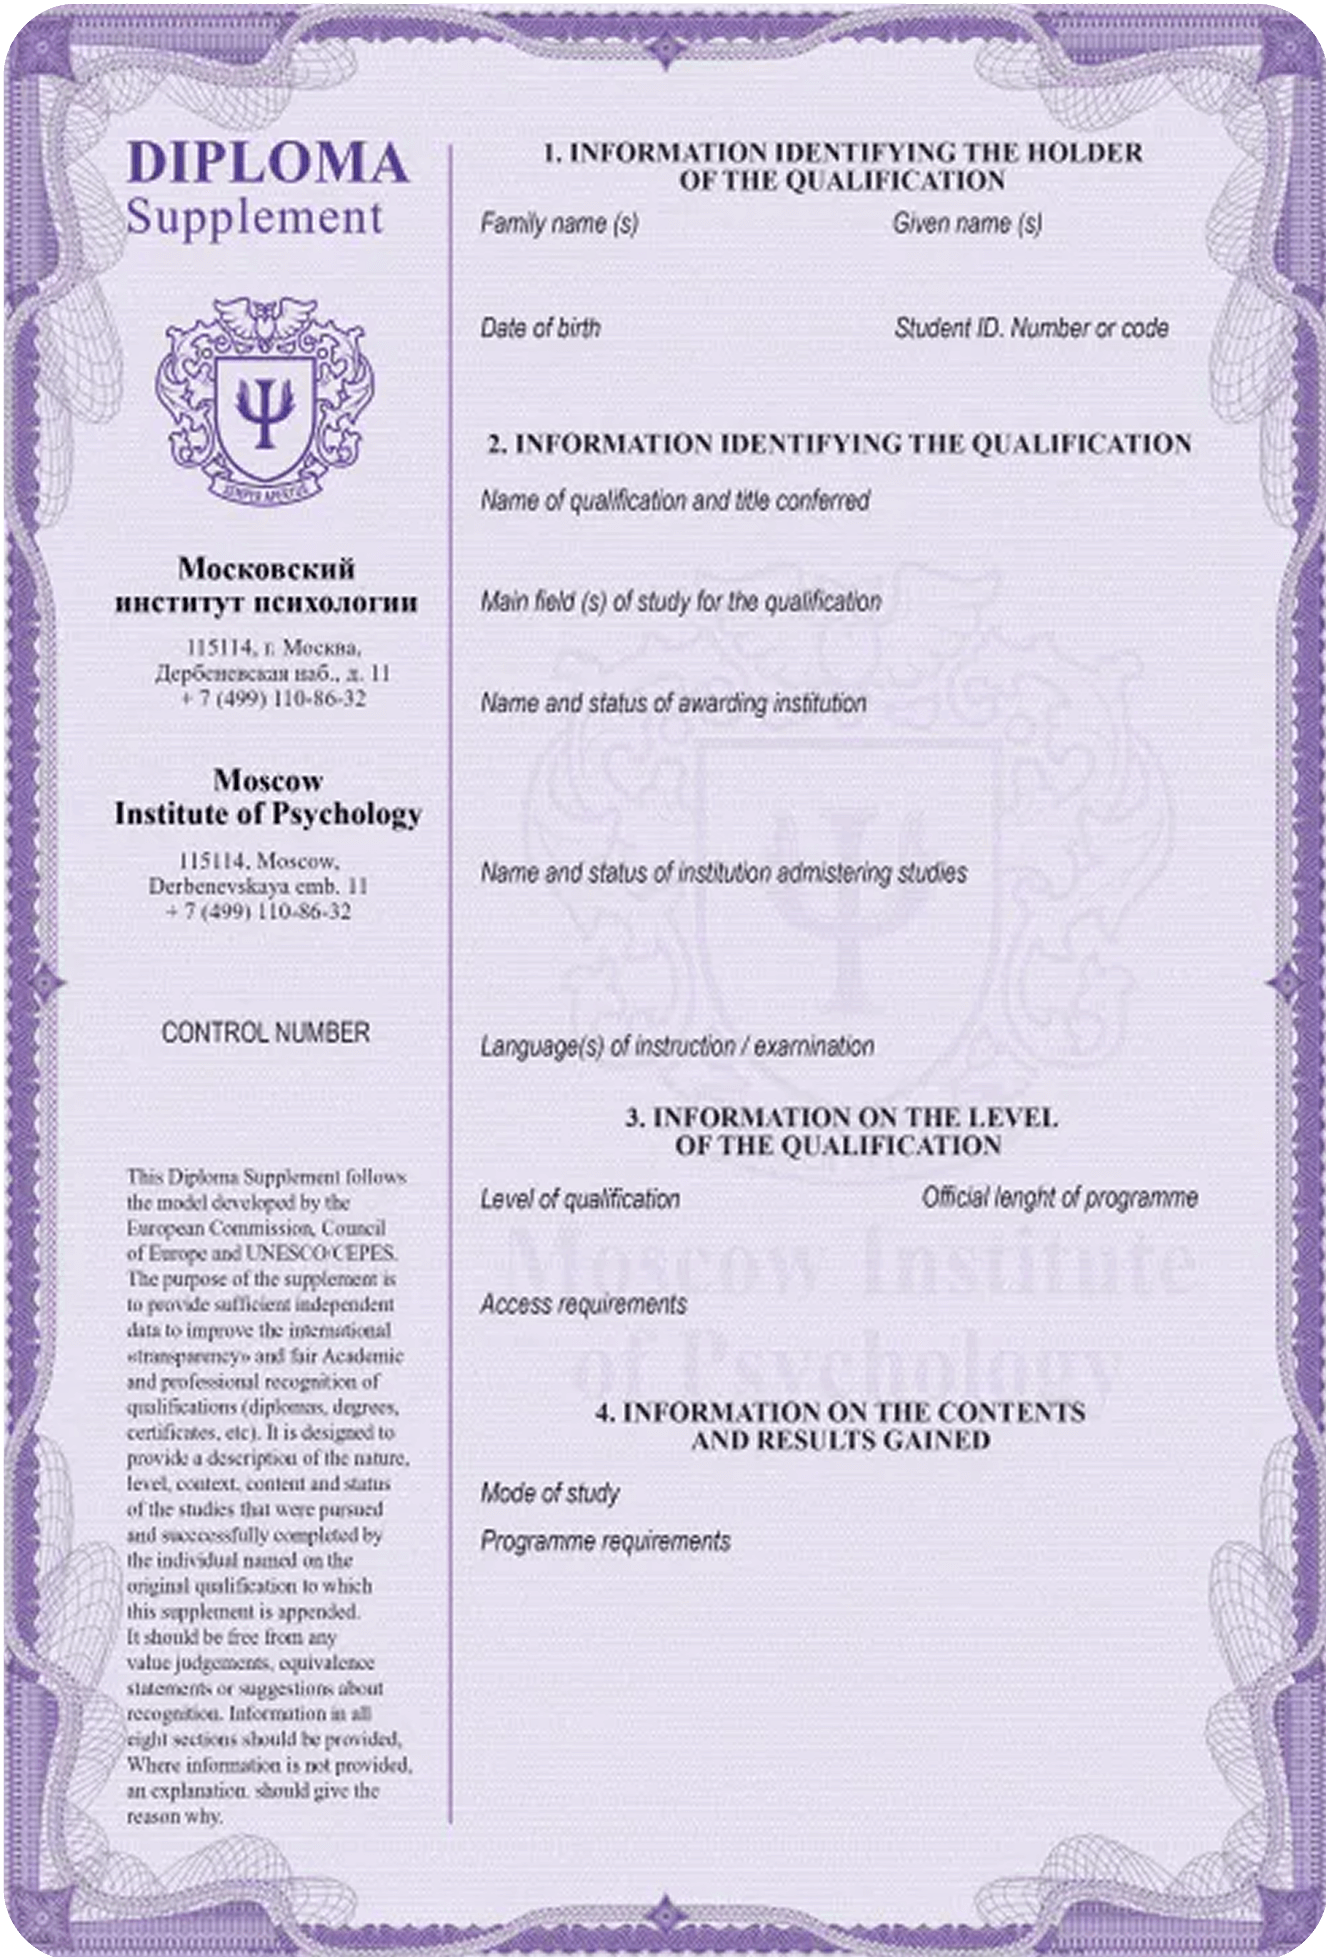 DIPLOMA
Supplement
SEMPER APERTUS
Московский
институт психологии
115114, г. Москва,
Дербеневская наб., д. 11
+ 7 (499) 110-86-32
Moscow
Institute of Psychology
115114, Moscow,
Derbenevskaya emb. 11
+ 7 (499) 110-86-32
CONTROL NUMBER
This Diploma Supplement follows
the model developed by the
European Commission, Council
of Europe and UNESCO/CEPES.
The purpose of the supplement is
to provide sufficient independent
data to improve the international
«transparency» and fair Academic
and professional recognition of
qualifications (diplomas, degrees,
certificates, etc). It is designed to
provide a description of the nature,
level, context, content and status
of the studies that were pursued
and succcessfully completed by
the individual named on the
original qualification to which
this supplement is appended.
It should be free from any
value judgements, equivalence
statements or suggestions about
recognition. Information in all
eight sections should be provided,
Where information is not provided,
an explanation. should give the
reason why.
1. INFORMATION IDENTIFYING THE HOLDER
OF THE QUALIFICATION
Family name (s) Given name (s)
Date of birth Student ID. Number or code
2. INFORMATION IDENTIFYING THE QUALIFICATION
Name of qualification and title conferred
Main field (s) of study for the qualification
Name and status of awarding institution
Name and status of institution admistering studies
Language(s) of instruction / examination
3. INFORMATION ON THE LEVEL
OF THE QUALIFICATION
Level of qualification Official lenght of programme
Moscow Institute
Access requirements
of Psychology
4. INFORMATION ON THE CONTENTS
AND RESULTS GAINED
Mode of study
Programme requirements